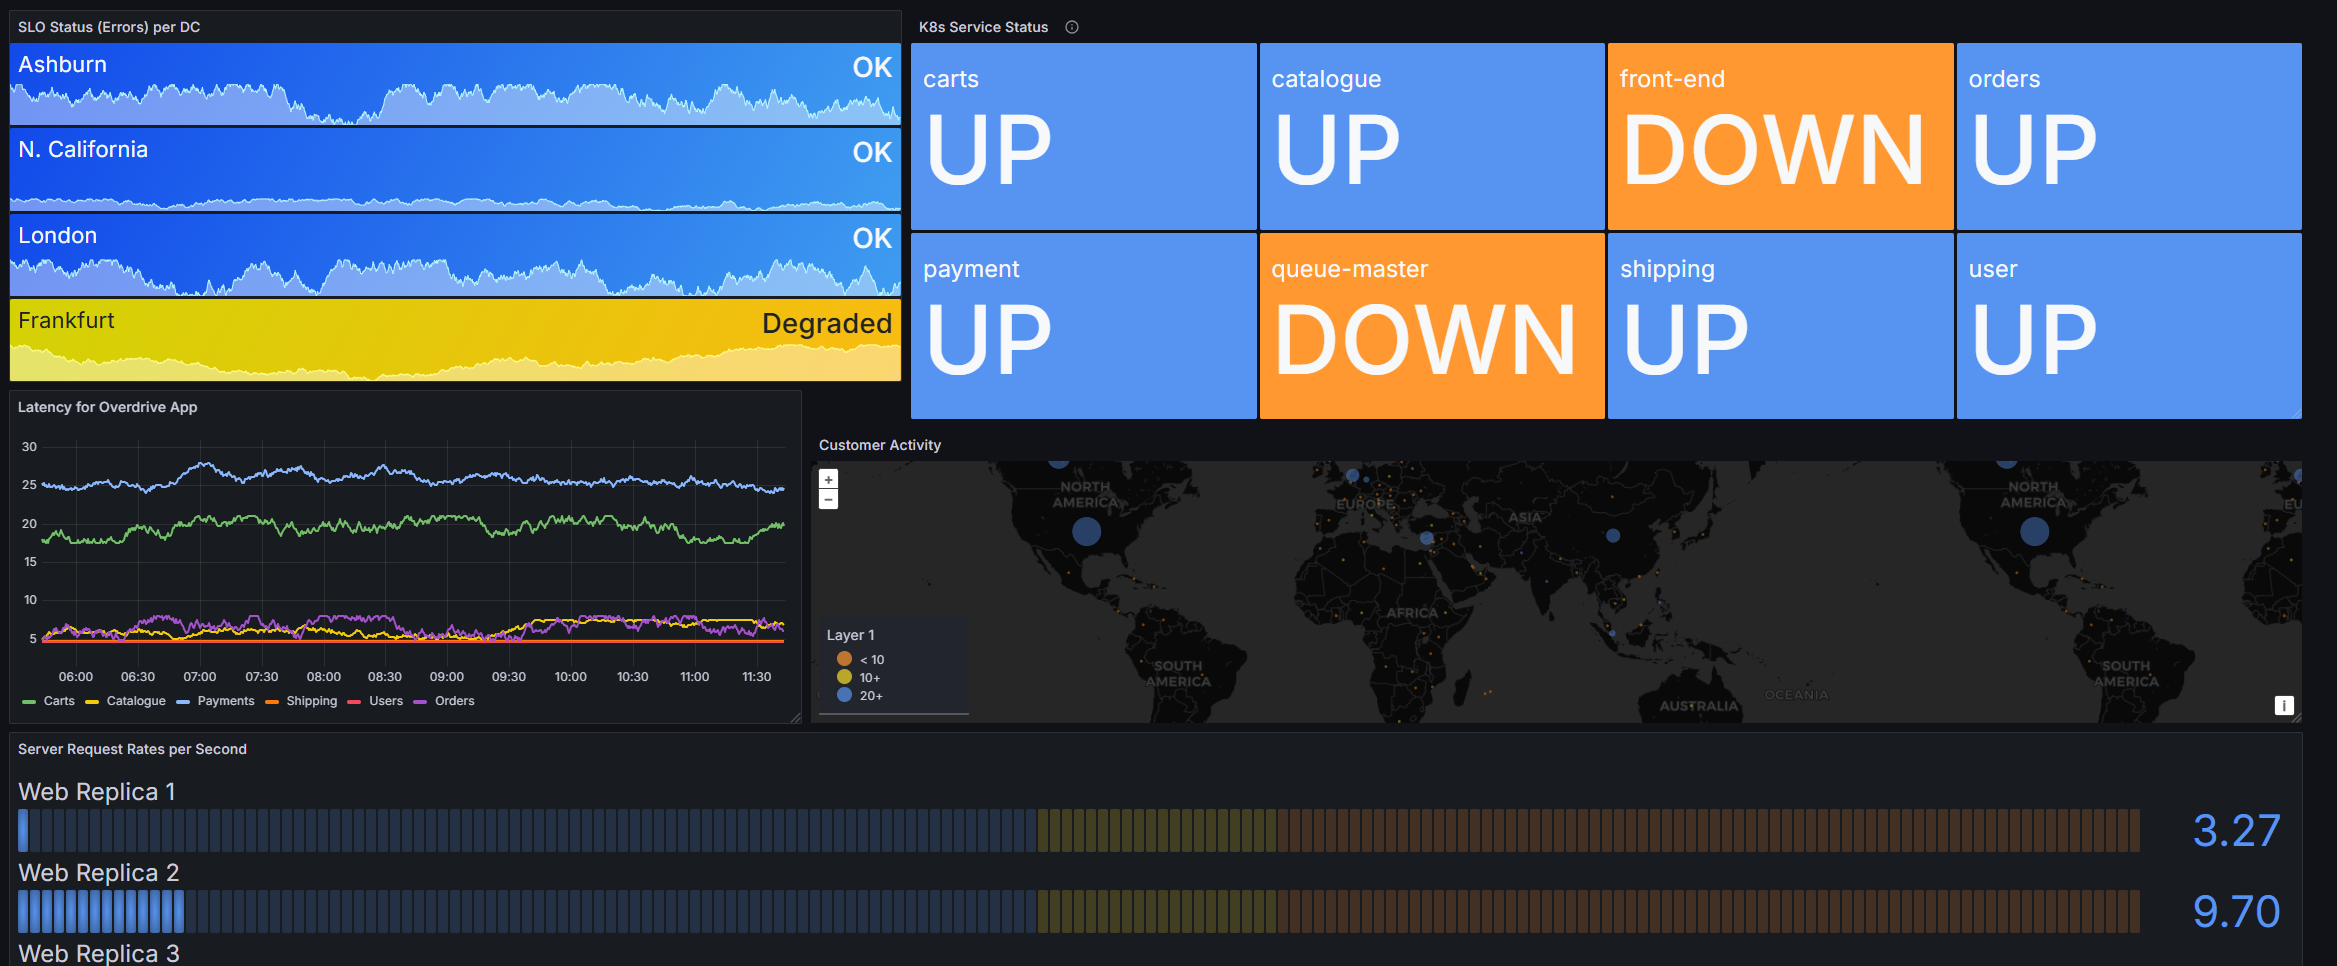 SLO Status (Errors) per DC
Ashburn
OK
N. California
OK
London
OK
Frankfurt
Degraded
K8s Service Status
carts
UP
catalogue
UP
front-end
DOWN
orders
UP
payment
UP
queue-master
DOWN
shipping
UP
user
UP
Latency for Overdrive App
30
25
20
15
10
5
06:00 06:30 07:00 07:30 08:00 08:30 09:00 09:30 10:00 10:30 11:00 11:30
Carts Catalogue Payments Shipping Users Orders
Customer Activity
+
−
NORTH
AMERICA
EUROPE
ASIA
AFRICA
SOUTH
AMERICA
AUSTRALIA
OCEANIA
NORTH
AMERICA
EU
SOUTH
AMERICA
Layer 1
< 10
10+
20+
i
Server Request Rates per Second
Web Replica 1
3.27
Web Replica 2
9.70
Web Replica 3